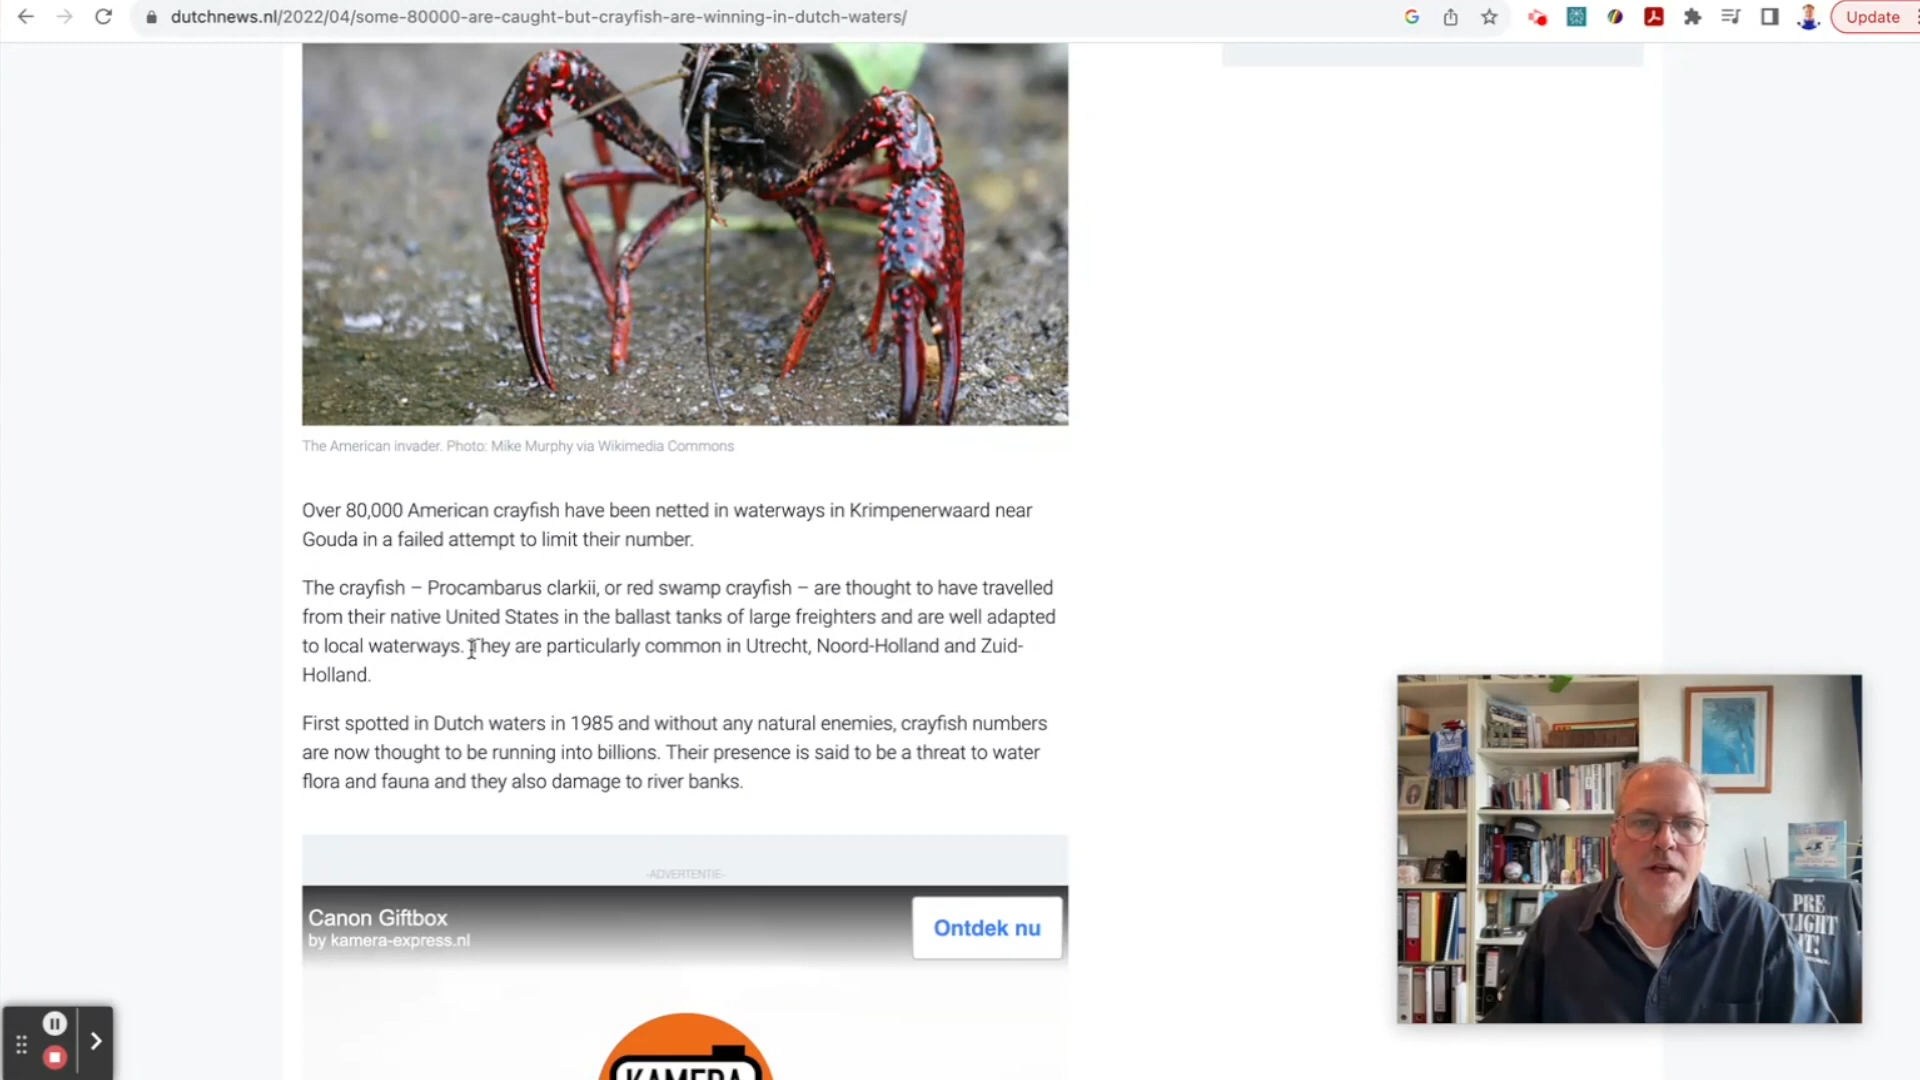 dutchnews.nl/2022/04/some-80000-are-caught-but-crayfish-are-winning-in-dutch-waters/
Update
The American invader. Photo: Mike Murphy via Wikimedia Commons
Over 80,000 American crayfish have been netted in waterways in Krimpenerwaard near
Gouda in a failed attempt to limit their number.
The crayfish – Procambarus clarkii, or red swamp crayfish – are thought to have travelled
from their native United States in the ballast tanks of large freighters and are well adapted
to local waterways. They are particularly common in Utrecht, Noord-Holland and Zuid-
Holland.
First spotted in Dutch waters in 1985 and without any natural enemies, crayfish numbers
are now thought to be running into billions. Their presence is said to be a threat to water
flora and fauna and they also damage to river banks.
-ADVERTENTIE-
Canon Giftbox
by kamera-express.nl
Ontdek nu
KAMERA
PRE